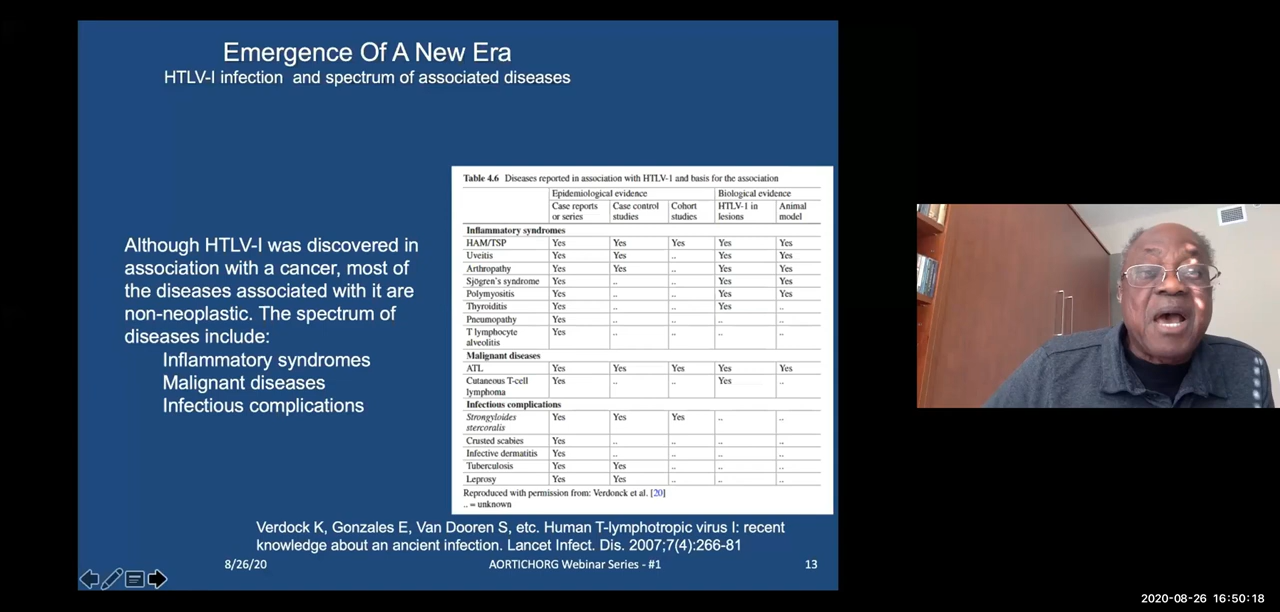 Emergence Of A New Era
HTLV-I infection and spectrum of associated diseases
Although HTLV-I was discovered in
association with a cancer, most of
the diseases associated with it are
non-neoplastic. The spectrum of
diseases include:
Inflammatory syndromes
Malignant diseases
Infectious complications
Table 4.6 Diseases reported in association with HTLV-1 and basis for the association
Epidemiological evidence Biological evidence
Case reports Case control Cohort HTLV-1 in Animal
or series studies studies lesions model
Inflammatory syndromes
HAM/TSP Yes Yes Yes Yes Yes
Uveitis Yes Yes .. Yes Yes
Arthropathy Yes Yes .. Yes Yes
Sjögren's syndrome Yes .. .. Yes Yes
Polymyositis Yes .. .. Yes Yes
Thyroiditis Yes .. .. Yes ..
Pneumopathy Yes .. .. .. ..
T lymphocyte Yes .. .. .. ..
alveolitis
Malignant diseases
ATL Yes Yes Yes Yes Yes
Cutaneous T-cell Yes .. .. Yes ..
lymphoma
Infectious complications
Strongyloides Yes Yes Yes .. ..
stercoralis
Crusted scabies Yes .. .. .. ..
Infective dermatitis Yes .. .. .. ..
Tuberculosis Yes Yes .. .. ..
Leprosy Yes Yes .. .. ..
Reproduced with permission from: Verdonck et al. [20]
.. = unknown
Verdock K, Gonzales E, Van Dooren S, etc. Human T-lymphotropic virus I: recent
knowledge about an ancient infection. Lancet Infect. Dis. 2007;7(4):266-81
8/26/20 AORTICHORG Webinar Series - #1 13
2020-08-26 16:50:18